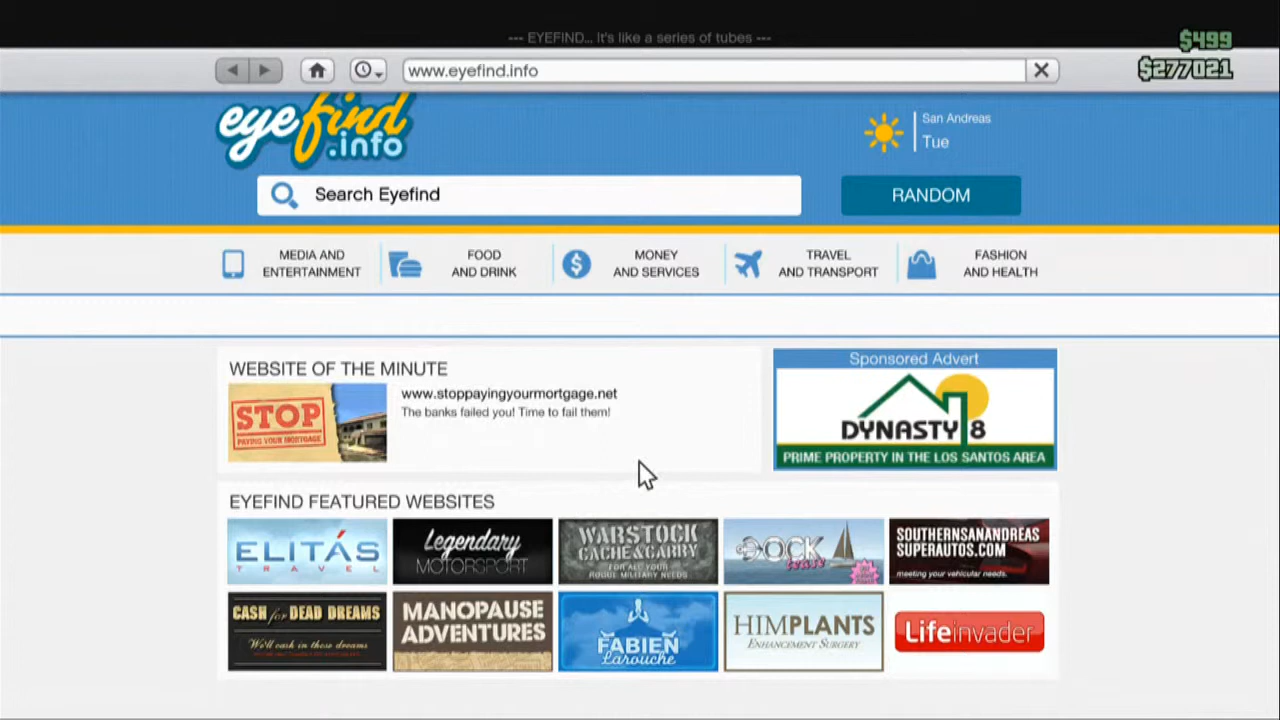 --- EYEFIND... It's like a series of tubes ---
$499
$277021
www.eyefind.info
eyefind
.info
San Andreas
Tue
Search Eyefind
RANDOM
MEDIA AND
ENTERTAINMENT
FOOD
AND DRINK
MONEY
AND SERVICES
TRAVEL
AND TRANSPORT
FASHION
AND HEALTH
WEBSITE OF THE MINUTE
STOP
PAYING YOUR MORTGAGE
www.stoppayingyourmortgage.net
The banks failed you! Time to fail them!
Sponsored Advert
DYNASTY 8
PRIME PROPERTY IN THE LOS SANTOS AREA
EYEFIND FEATURED WEBSITES
ELITÁS
TRAVEL
Legendary
MOTORSPORT
WARSTOCK
CACHE & CARRY
FOR ALL YOUR
ROGUE MILITARY NEEDS
DOCK
tease
SOUTHERNSANANDREAS
SUPERAUTOS.COM
meeting your vehicular needs.
CASH for DEAD DREAMS
We'll cash in those dreams
MANOPAUSE
ADVENTURES
FABIEN
Larouche
HIMPLANTS
ENHANCEMENT SURGERY
Lifeinvader